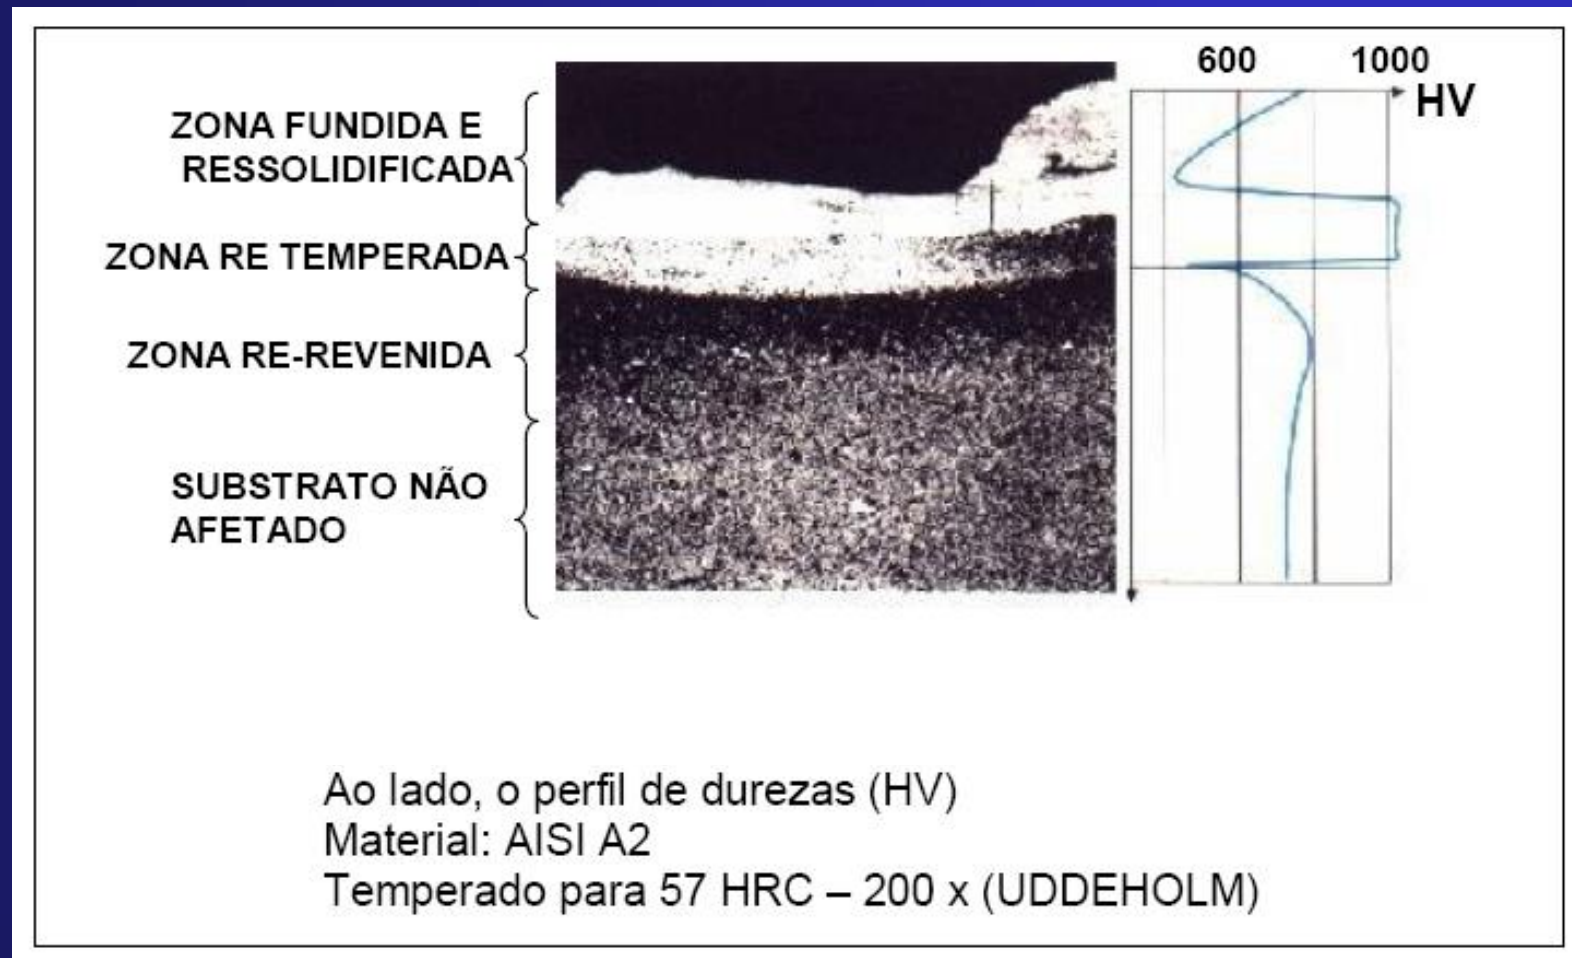 600
1000
HV
ZONA FUNDIDA E
RESSOLIDIFICADA
ZONA RE TEMPERADA
ZONA RE-REVENIDA
SUBSTRATO NÃO
AFETADO
Ao lado, o perfil de durezas (HV)
Material: AISI A2
Temperado para 57 HRC – 200 x (UDDEHOLM)